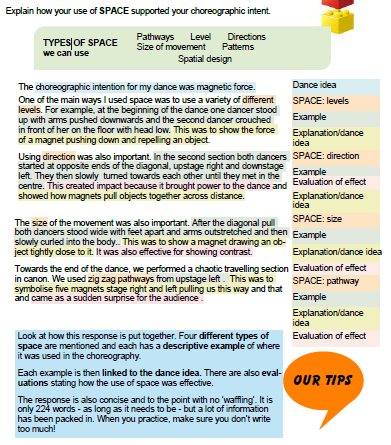 Explain how your use of SPACE supported your choreographic intent.
TYPES OF SPACE
we can use
Pathways Level Directions
Size of movement Patterns
Spatial design
The choreographic intention for my dance was magnetic force.
Dance idea
One of the main ways I used space was to use a variety of different
levels. For example, at the beginning of the dance one dancer stood
up with arms pushed downwards and the second dancer crouched
in front of her on the floor with head low. This was to show the force
of a magnet pushing down and repelling an object.
SPACE: levels
Example
Explanation/dance
idea
Using direction was also important. In the second section both dancers
started at opposite ends of the diagonal, upstage right and downstage
left. They then slowly turned towards each other until they met in the
centre. This created impact because it brought power to the dance and
showed how magnets pull objects together across distance.
SPACE: direction
Example
Evaluation of effect
Explanation/dance
idea
The size of the movement was also important. After the diagonal pull
both dancers stood wide with feet apart and arms outstretched and then
slowly curled into the body.. This was to show a magnet drawing an ob-
ject tightly close to it. It was also effective for showing contrast.
SPACE: size
Example
Explanation/dance idea
Evaluation of effect
Towards the end of the dance, we performed a chaotic travelling section
in canon. We used zig zag pathways from upstage left . This was to
symbolise five magnets stage right and left pulling us this way and that
and came as a sudden surprise for the audience .
SPACE: pathway
Example
Explanation/dance
idea
Evaluation of effect
Look at how this response is put together. Four different types of
space are mentioned and each has a descriptive example of where
it was used in the choreography.
Each example is then linked to the dance idea. There are also eval-
uations stating how the use of space was effective.
The response is also concise and to the point with no 'waffling'. It is
only 224 words - as long as it needs to be - but a lot of information
has been packed in. When you practice, make sure you don't write
too much!
OUR TIPS